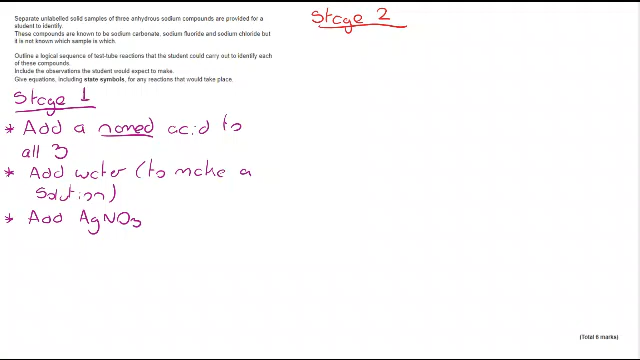 Separate unlabelled solid samples of three anhydrous sodium compounds are provided for a
student to identify.
These compounds are known to be sodium carbonate, sodium fluoride and sodium chloride but
it is not known which sample is which.
Outline a logical sequence of test-tube reactions that the student could carry out to identify each
of these compounds.
Include the observations the student would expect to make.
Give equations, including state symbols, for any reactions that would take place.
Stage 1
* Add a named acid to
all 3
* Add water (to make a
solution)
* Add AgNO3
Stage 2
(Total 6 marks)